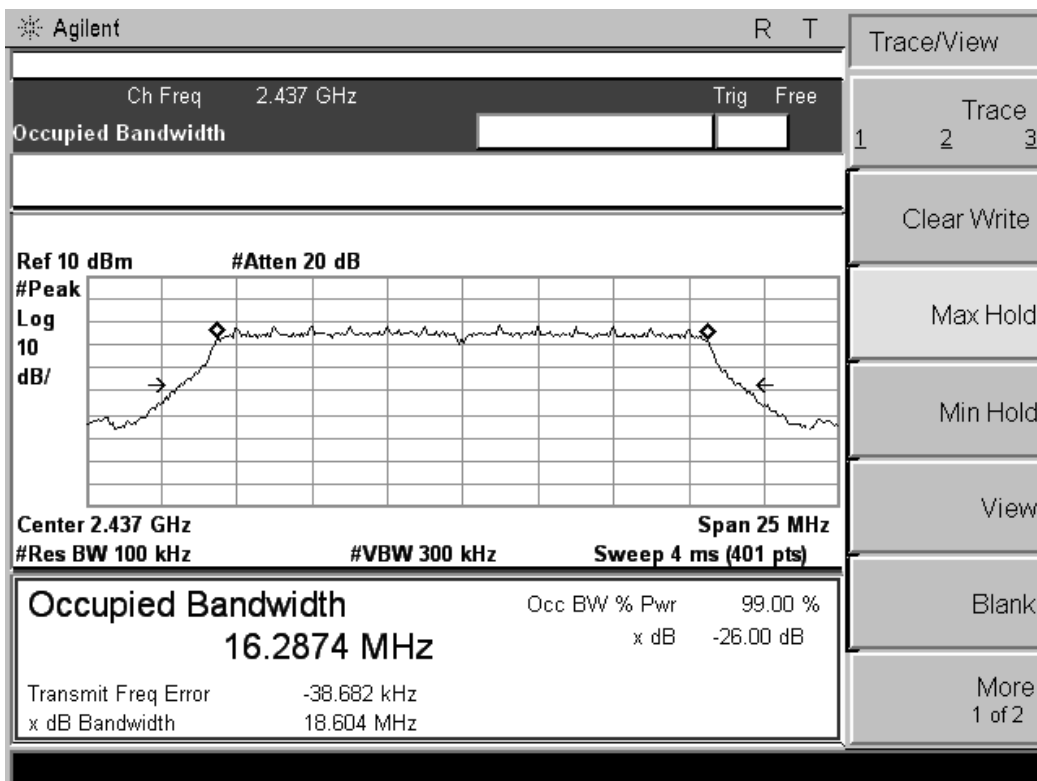 Agilent R T
Trace/View
Ch Freq 2.437 GHz Trig Free
Occupied Bandwidth
Trace
1 2 3
Clear Write
Ref 10 dBm #Atten 20 dB
#Peak
Log
10
dB/
Max Hold
Min Hold
View
Center 2.437 GHz Span 25 MHz
#Res BW 100 kHz #VBW 300 kHz Sweep 4 ms (401 pts)
Occupied Bandwidth
16.2874 MHz
Occ BW % Pwr 99.00 %
x dB -26.00 dB
Transmit Freq Error -38.682 kHz
x dB Bandwidth 18.604 MHz
Blank
More
1 of 2